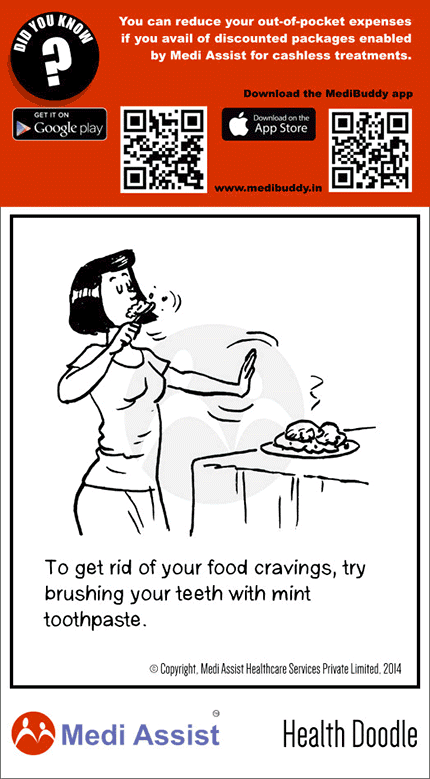 DID YOU KNOW
?
You can reduce your out-of-pocket expenses
if you avail of discounted packages enabled
by Medi Assist for cashless treatments.
Download the MediBuddy app
GET IT ON
Google play
Download on the
App Store
www.medibuddy.in
To get rid of your food cravings, try
brushing your teeth with mint
toothpaste.
© Copyright, Medi Assist Healthcare Services Private Limited. 2014
Medi Assist
Health Doodle